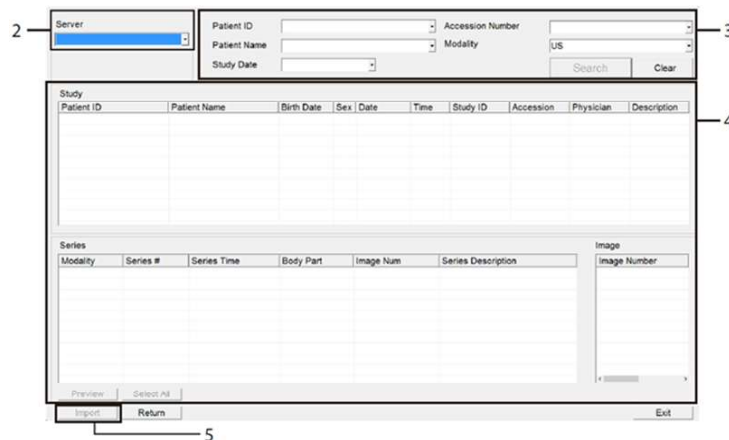 Server
Patient ID
Accession Number
2
3
Patient Name
Modality
US
Study Date
Search
Clear
Study
Patient ID Patient Name Birth Date Sex Date Time Study ID Accession Physician Description
4
Series
Image
Modality Series # Series Time Body Part Image Num Series Description
Image Number
Preview Select All
Import Return Exit
5